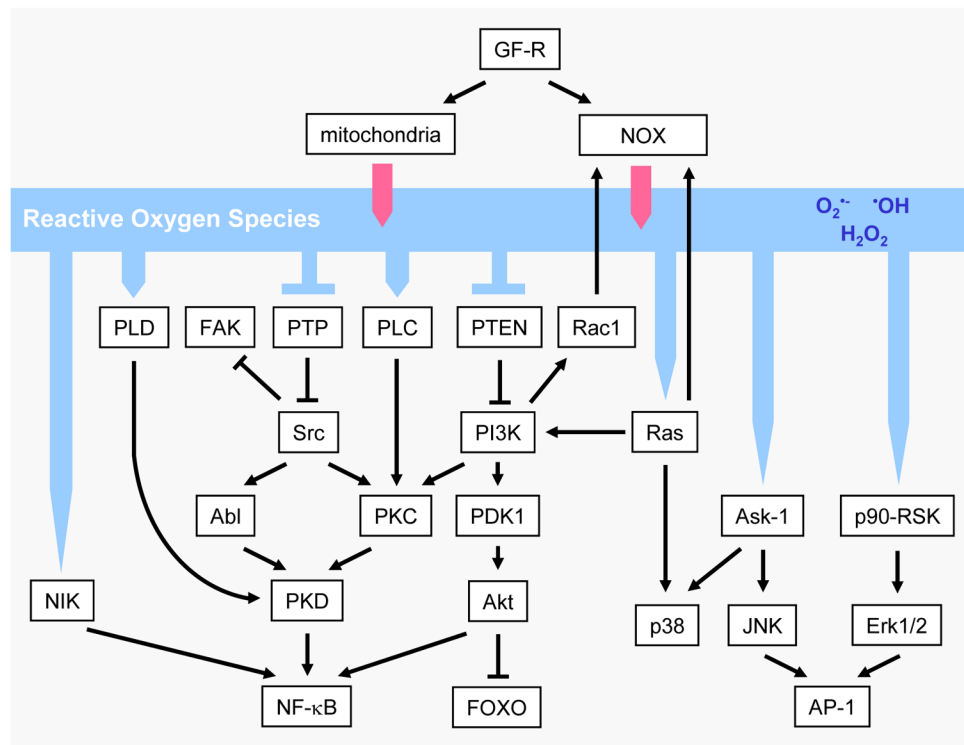 GF-R
mitochondria
NOX
Reactive Oxygen Species
O₂•- •OH
H₂O₂
PLD
FAK
PTP
PLC
PTEN
Rac1
Src
PI3K
Ras
Abl
PKC
PDK1
Ask-1
p90-RSK
NIK
PKD
Akt
p38
JNK
Erk1/2
NF-κB
FOXO
AP-1